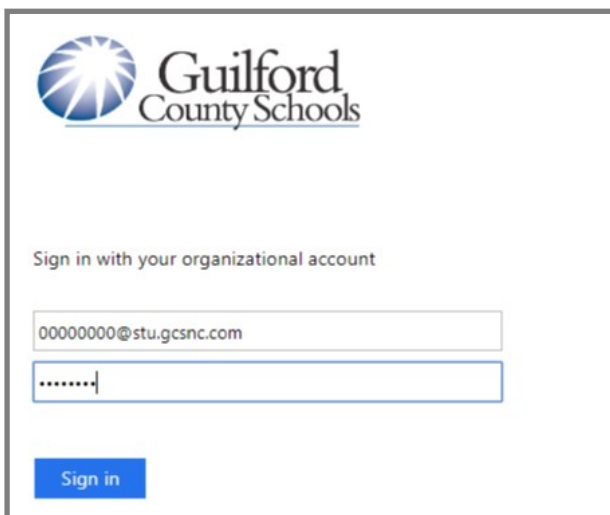 Guilford
County Schools
Sign in with your organizational account
00000000@stu.gcsnc.com
••••••••
Sign in